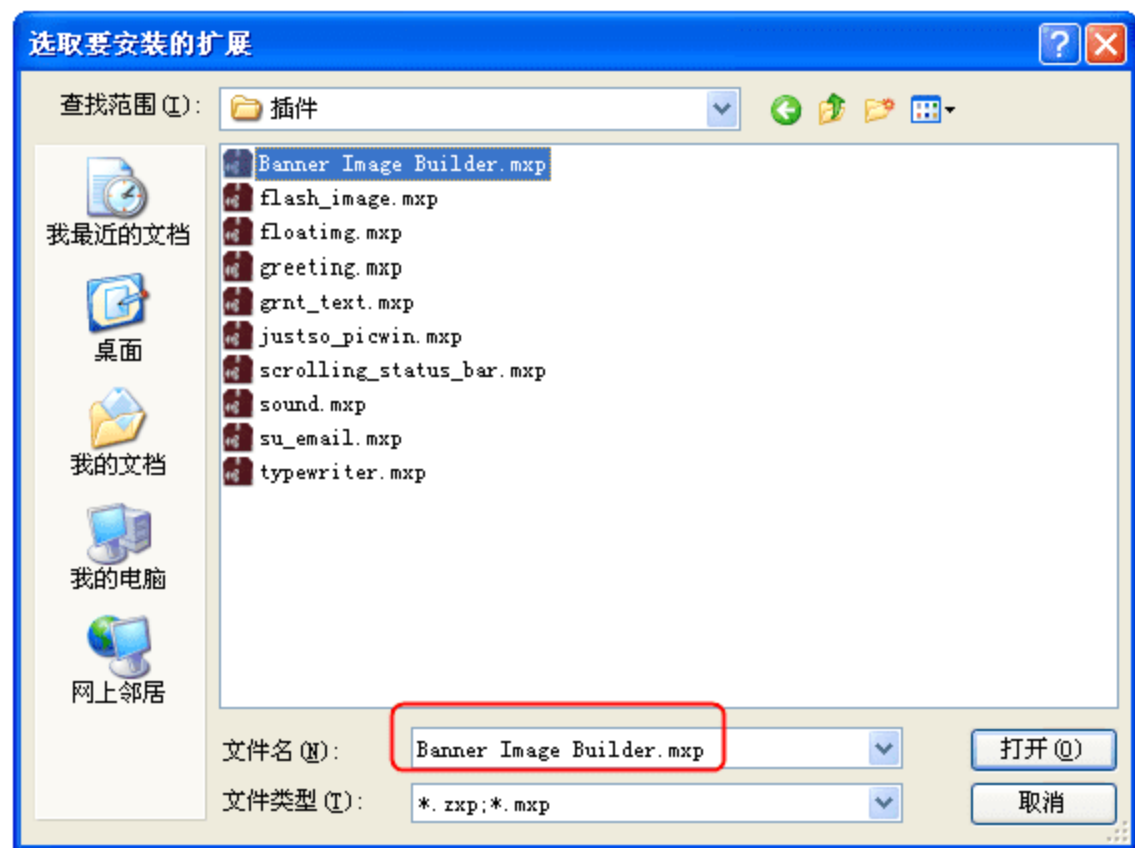 选取要安装的扩展
查找范围(I):
插件
我最近的文档
桌面
我的文档
我的电脑
网上邻居
Banner Image Builder.mxp
flash_image.mxp
floatimg.mxp
greeting.mxp
grnt_text.mxp
justso_picwin.mxp
scrolling_status_bar.mxp
sound.mxp
su_email.mxp
typewriter.mxp
文件名(N):
Banner Image Builder.mxp
打开(O)
文件类型(T):
*.zxp;*.mxp
取消